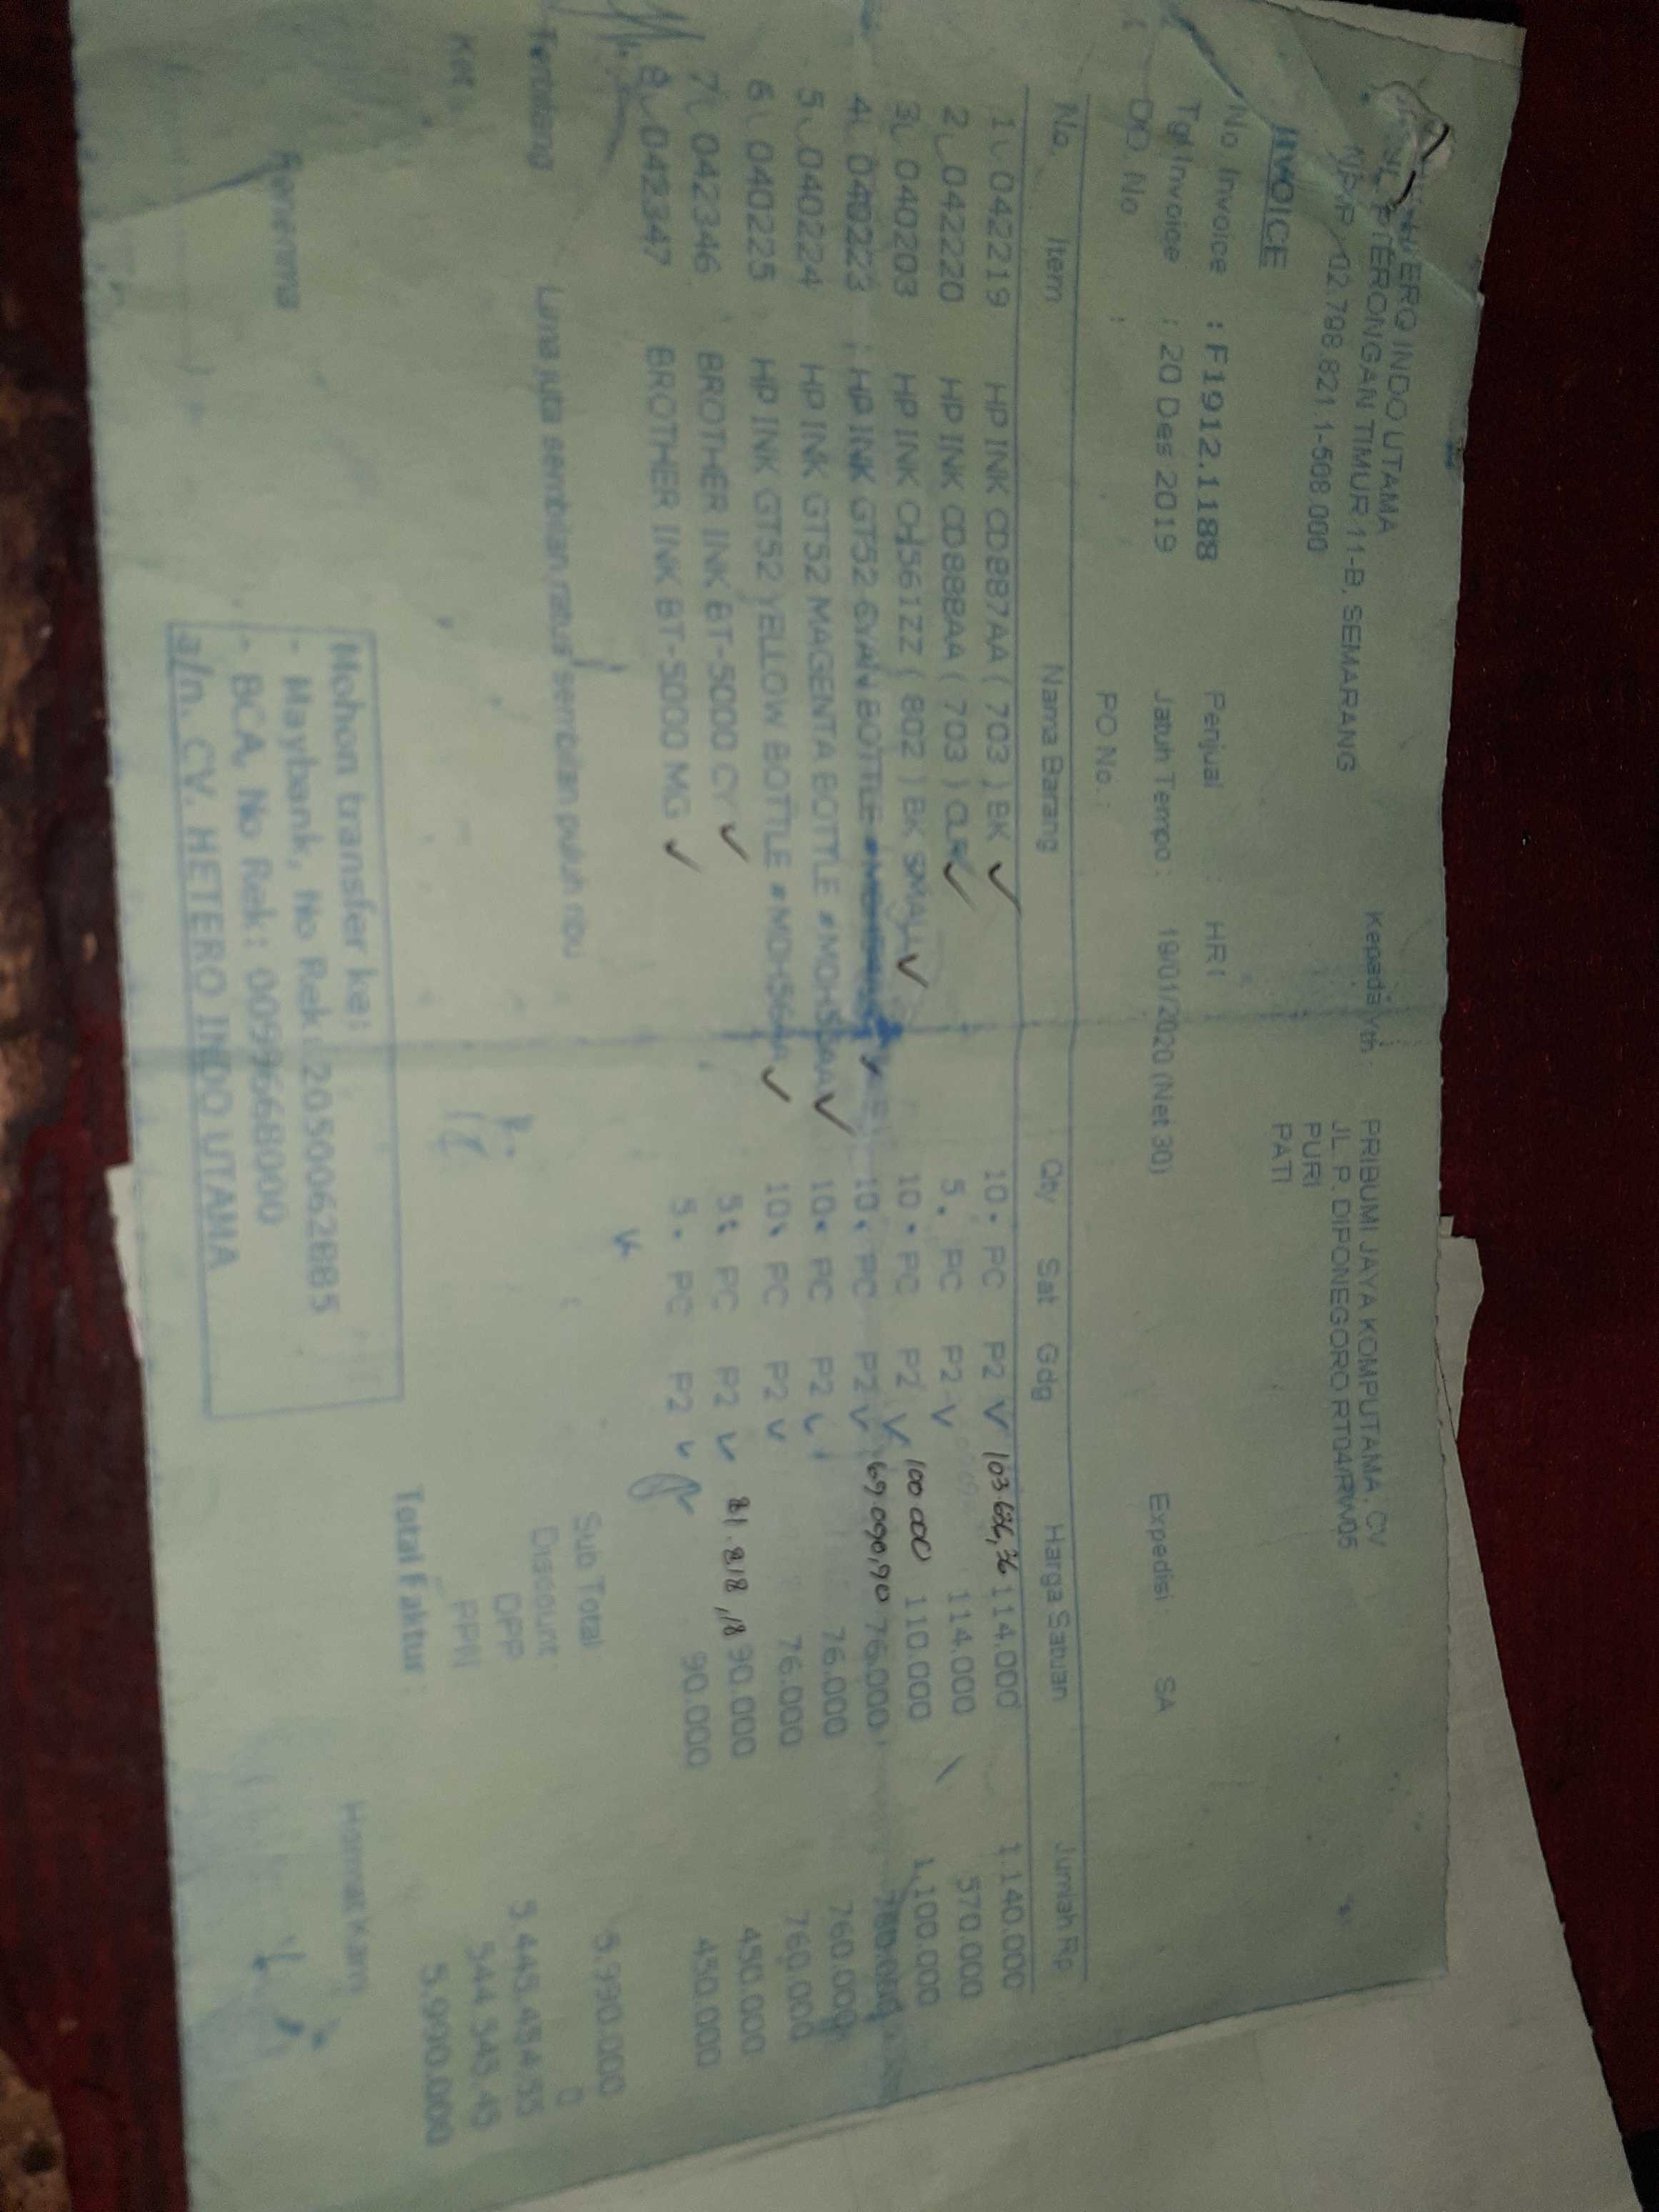 INDO UTAMA
PTERONGAN TIMUR 11-B, SEMARANG
NPWP 02.798.821.1-508.000
Kepada Yth. PRIBUMI JAYA KOMPUTAMA, CV
JL. P. DIPONEGORO RT04/RW05
PURI
PATI
INVOICE
No Invoice : F1912.1188 Penjual : HRI
Tgl Invoice : 20 Des 2019 Jatuh Tempo : 19/01/2020 (Net 30) Expedisi : SA
DO. No : PO No. :
No. Item Nama Barang Qty Sat Gdg Harga Satuan Jumlah Rp
1 042219 HP INK CD887AA ( 703 ) BK ✓ 10 PC P2 ✓ 103.636,36 114.000 1.140.000
2 042220 HP INK CD888AA ( 703 ) CLR ✓ 5 PC P2 ✓ 114.000 570.000
3 040203 HP INK CH561ZZ ( 802 ) BK SMALL ✓ 10 PC P2 ✓ 100.000 110.000 1.100.000
4 040223 HP INK GT52 CYAN BOTTLE 10 PC P2 ✓ 69.090,90 76.000
5 040224 HP INK GT52 MAGENTA BOTTLE #MDH55AA ✓ 10 PC P2 ✓ 76.000 760.000
6 040225 HP INK GT52 YELLOW BOTTLE #MDH56AA ✓ 10 PC P2 ✓ 76.000 760.000
7 042346 BROTHER INK BT-5000 CY ✓ 5 PC P2 ✓ 81.818,18 90.000 450.000
8 042347 BROTHER INK BT-5000 MG ✓ 5 PC P2 ✓ 90.000 450.000
Sub Total 5.990.000
Terbilang Lima juta sembilan ratus sembilan puluh ribu Discount 0
DPP 5.445.454,55
Ket PPN 544.545,45
Total Faktur : 5.990.000
Penerima Hormat Kami
Mohon transfer ke:
- Maybank, No Rek: 2050062885
- BCA, No Rek: 0099668000
a/n. CV. HETERO INDO UTAMA